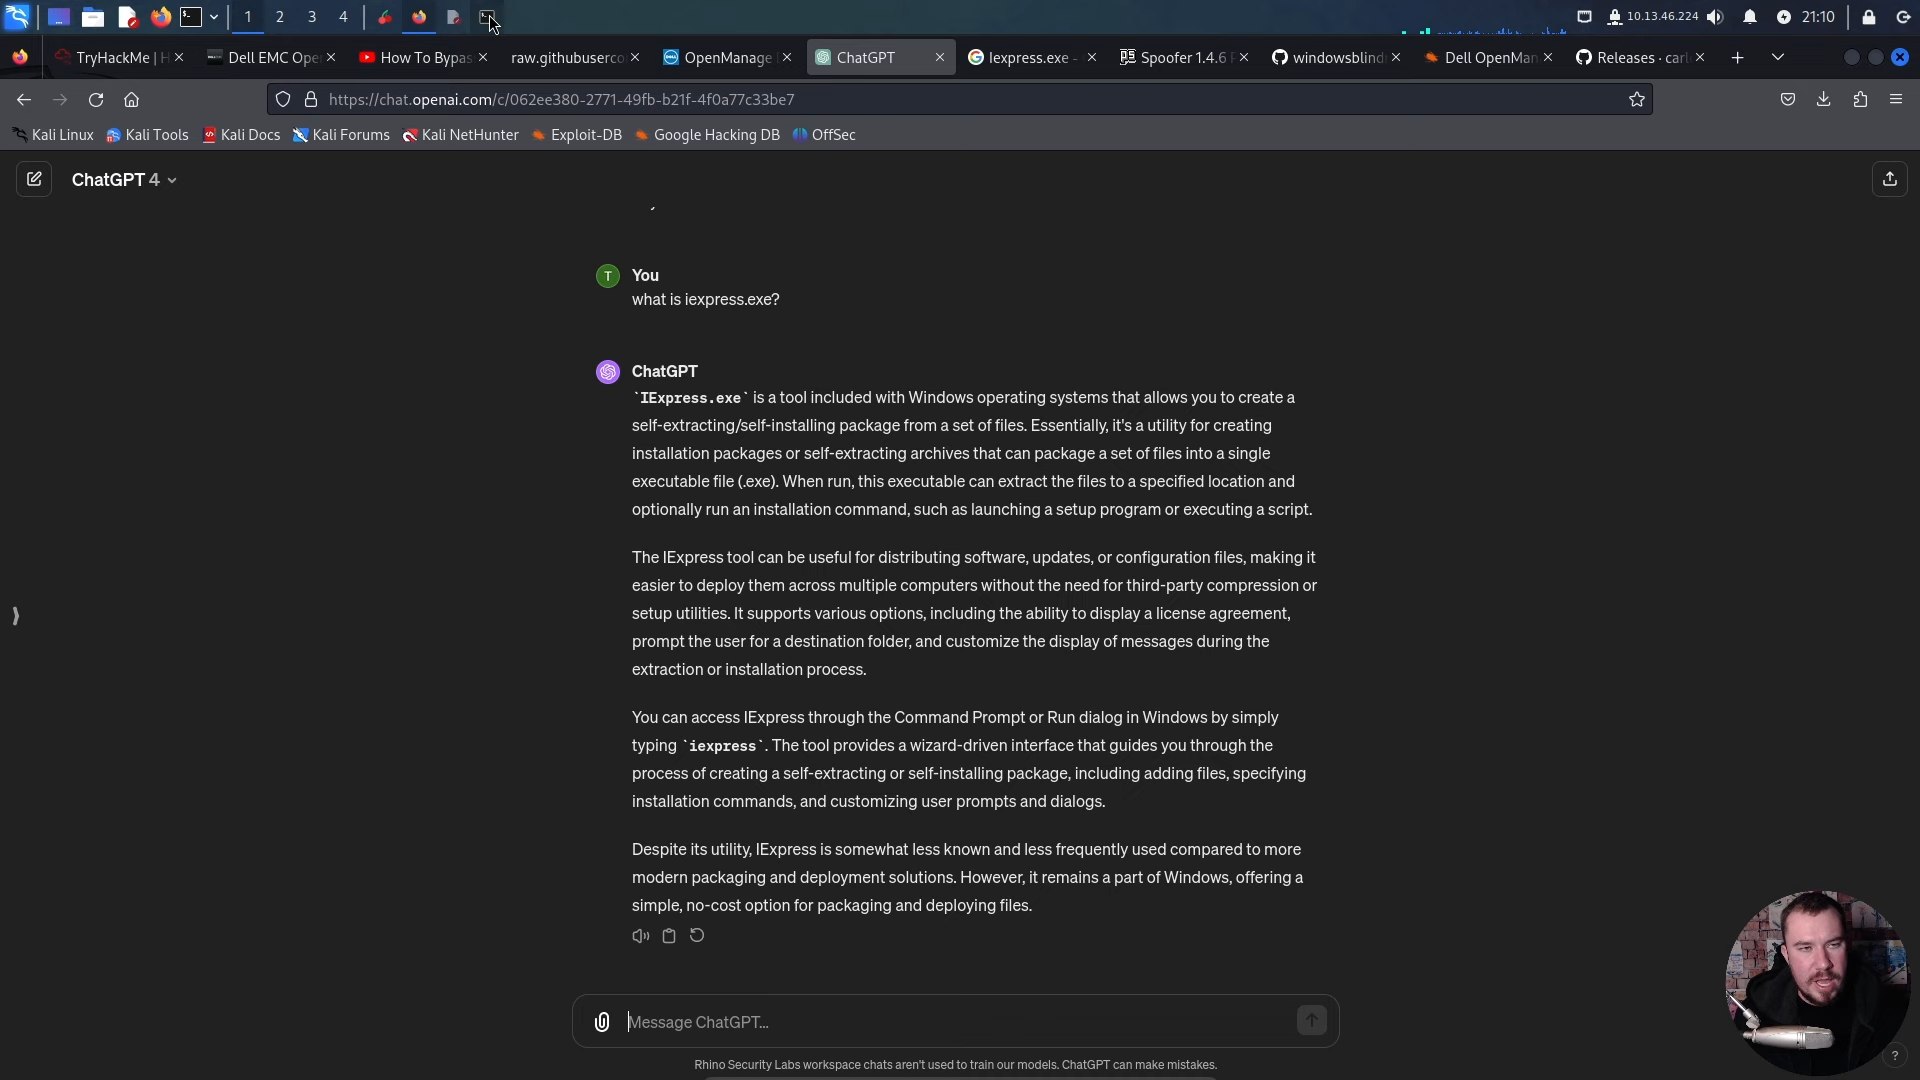 1 2 3 4 10.13.46.224 21:10
TryHackMe | H Dell EMC Ope How To Bypas raw.githubuserco OpenManage ChatGPT Iexpress.exe - Spoofer 1.4.6 P windowsblind Dell OpenMan Releases · carl
https://chat.openai.com/c/062ee380-2771-49fb-b21f-4f0a77c33be7
Kali Linux Kali Tools Kali Docs Kali Forums Kali NetHunter Exploit-DB Google Hacking DB OffSec
ChatGPT 4
T You
what is iexpress.exe?
ChatGPT
`IExpress.exe` is a tool included with Windows operating systems that allows you to create a
self-extracting/self-installing package from a set of files. Essentially, it's a utility for creating
installation packages or self-extracting archives that can package a set of files into a single
executable file (.exe). When run, this executable can extract the files to a specified location and
optionally run an installation command, such as launching a setup program or executing a script.
The IExpress tool can be useful for distributing software, updates, or configuration files, making it
easier to deploy them across multiple computers without the need for third-party compression or
setup utilities. It supports various options, including the ability to display a license agreement,
prompt the user for a destination folder, and customize the display of messages during the
extraction or installation process.
You can access IExpress through the Command Prompt or Run dialog in Windows by simply
typing `iexpress`. The tool provides a wizard-driven interface that guides you through the
process of creating a self-extracting or self-installing package, including adding files, specifying
installation commands, and customizing user prompts and dialogs.
Despite its utility, IExpress is somewhat less known and less frequently used compared to more
modern packaging and deployment solutions. However, it remains a part of Windows, offering a
simple, no-cost option for packaging and deploying files.
Message ChatGPT...
Rhino Security Labs workspace chats aren't used to train our models. ChatGPT can make mistakes.
?